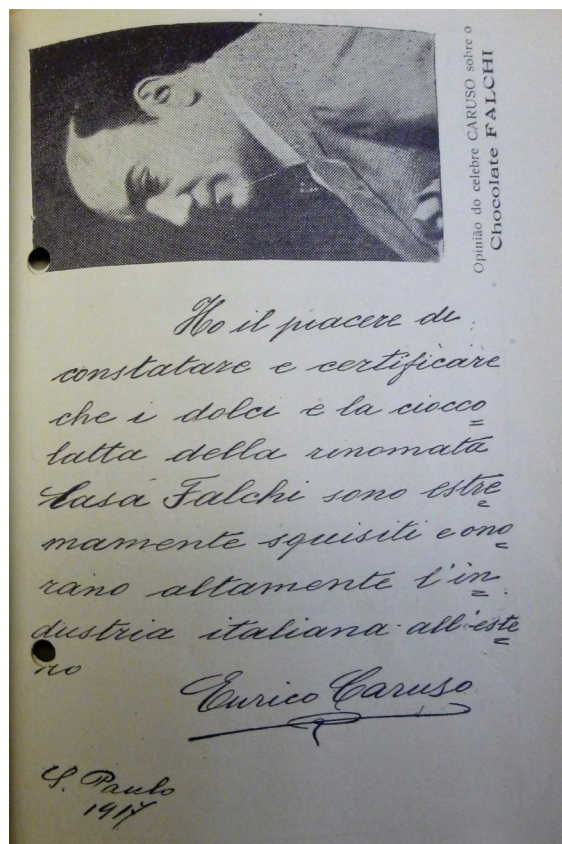 Opinião do celebre CARUSO sobre o
Chocolate FALCHI
Ho il piacere di
constatare e certificare
che i dolci e la ciocco=
latta della rinomata
Casa Falchi sono estre=
mamente squisiti e ono=
rano altamente l'in=
dustria italiana all'este=
ro
Enrico Caruso
S. Paulo
1917